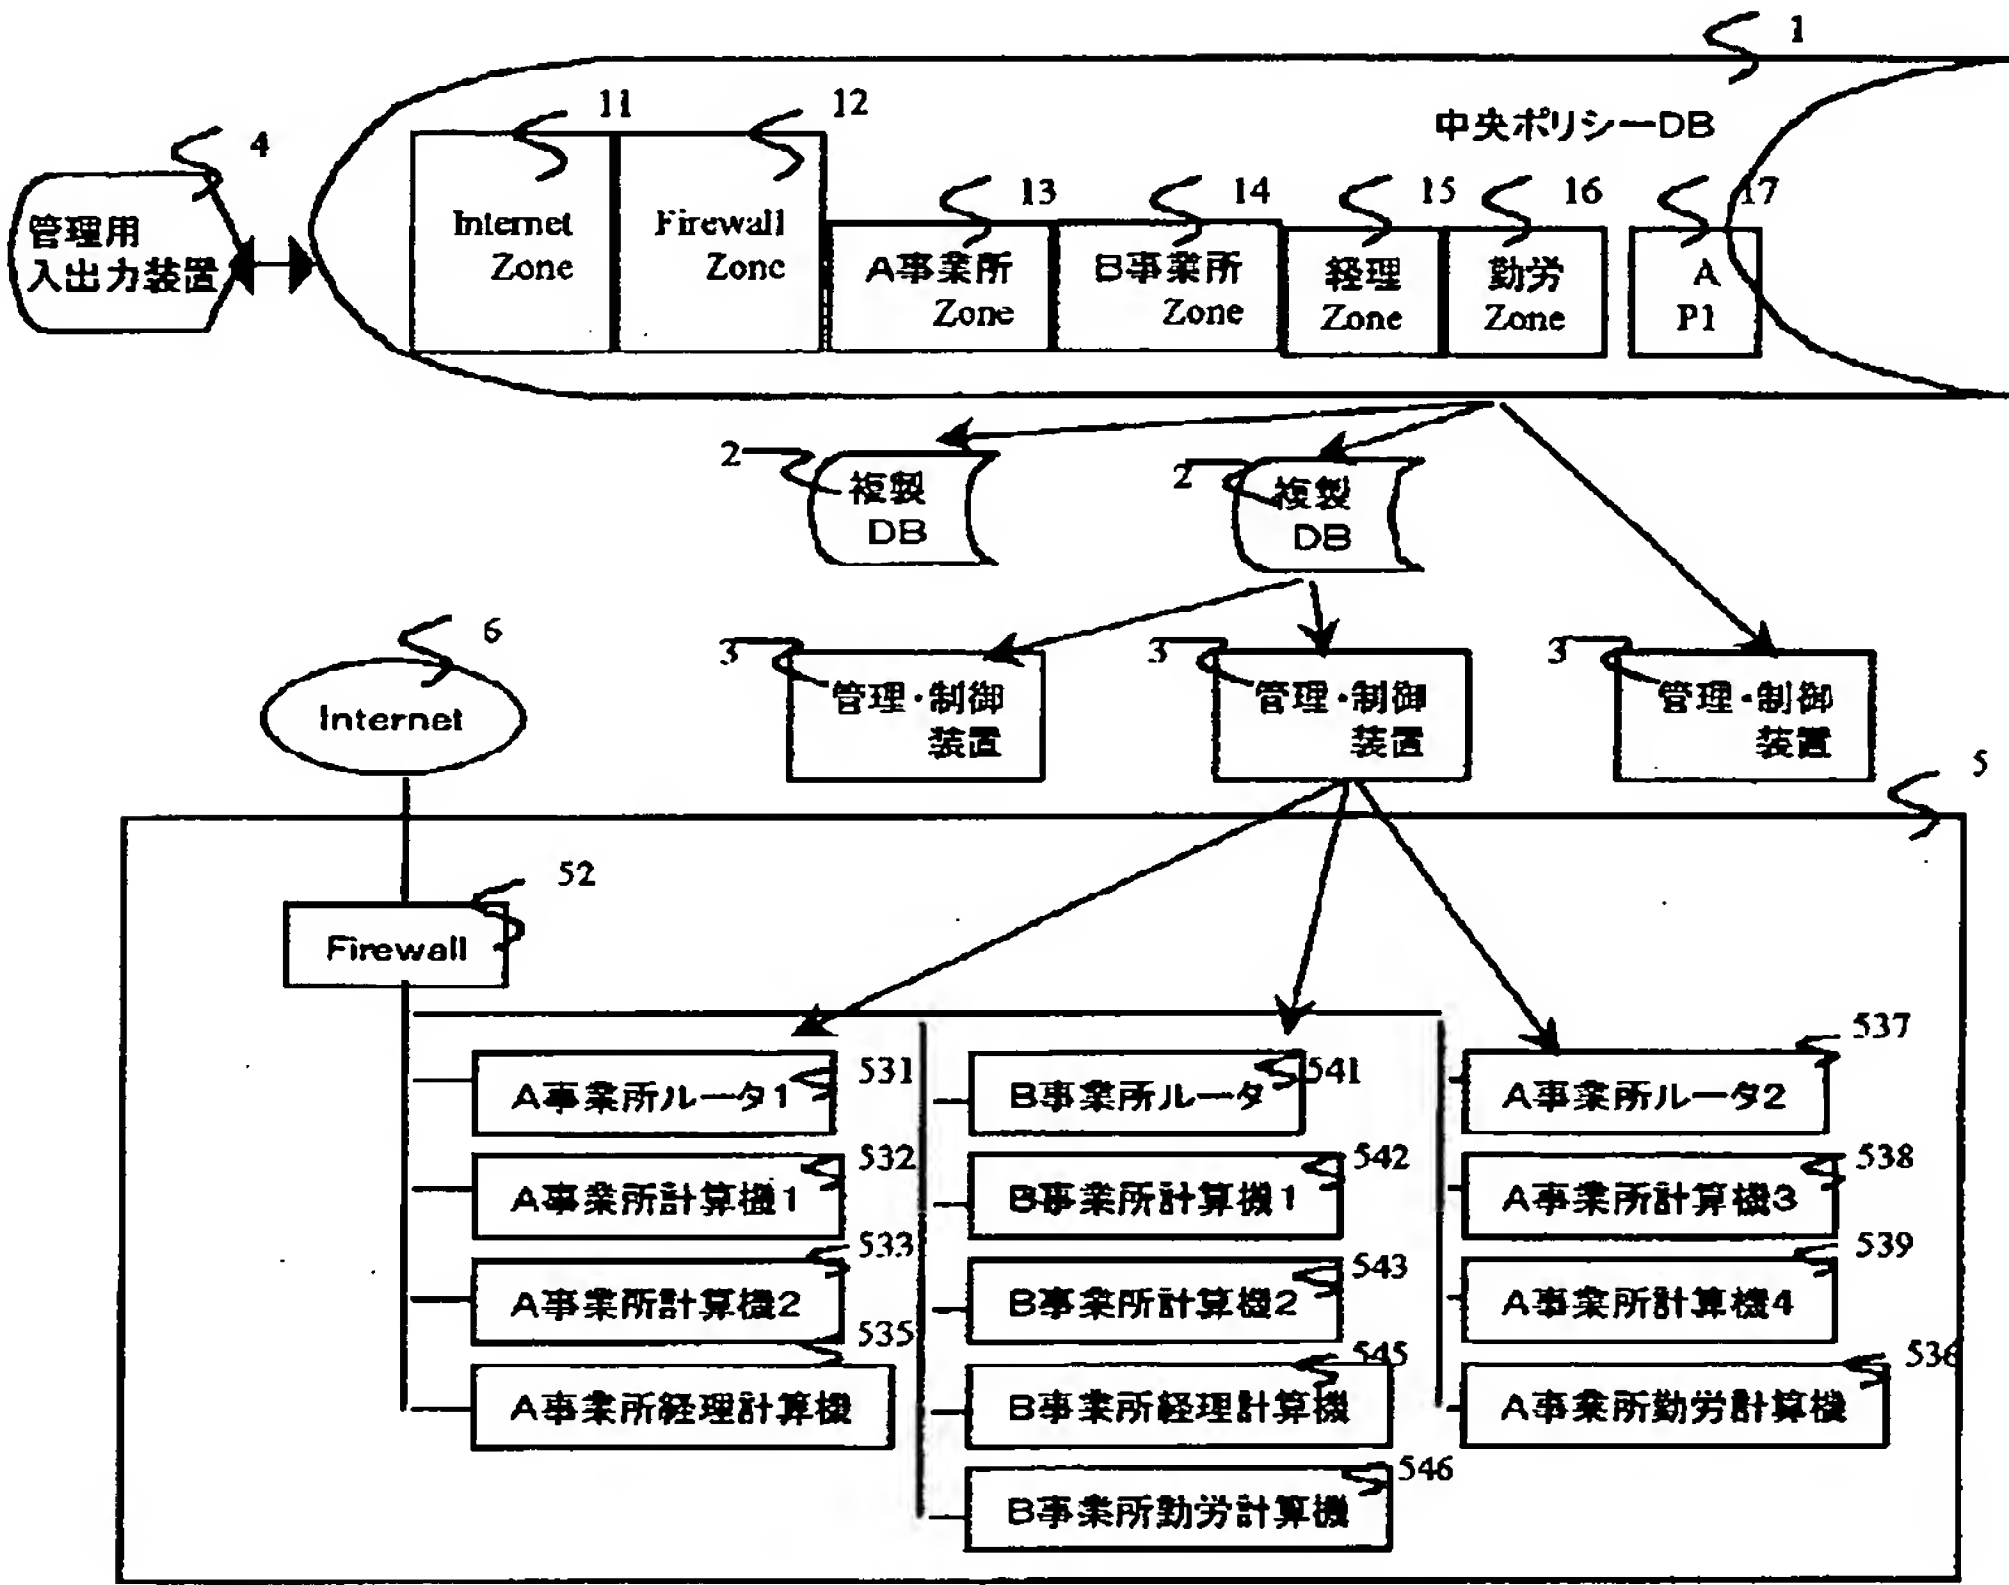 1
11
12
中央ポリシーDB
4
13
14
15
16
17
管理用
入出力装置
Internet
Zone
Firewall
Zone
A事業所
Zone
B事業所
Zone
経理
Zone
勤労
Zone
A
P1
2
複製
DB
2
複製
DB
6
Internet
3
管理・制御
装置
3
管理・制御
装置
3
管理・制御
装置
5
52
Firewall
A事業所ルータ1
531
A事業所計算機1
532
A事業所計算機2
533
A事業所経理計算機
535
B事業所ルータ
541
B事業所計算機1
542
B事業所計算機2
543
B事業所経理計算機
545
B事業所勤労計算機
546
A事業所ルータ2
537
A事業所計算機3
538
A事業所計算機4
539
A事業所勤労計算機
536